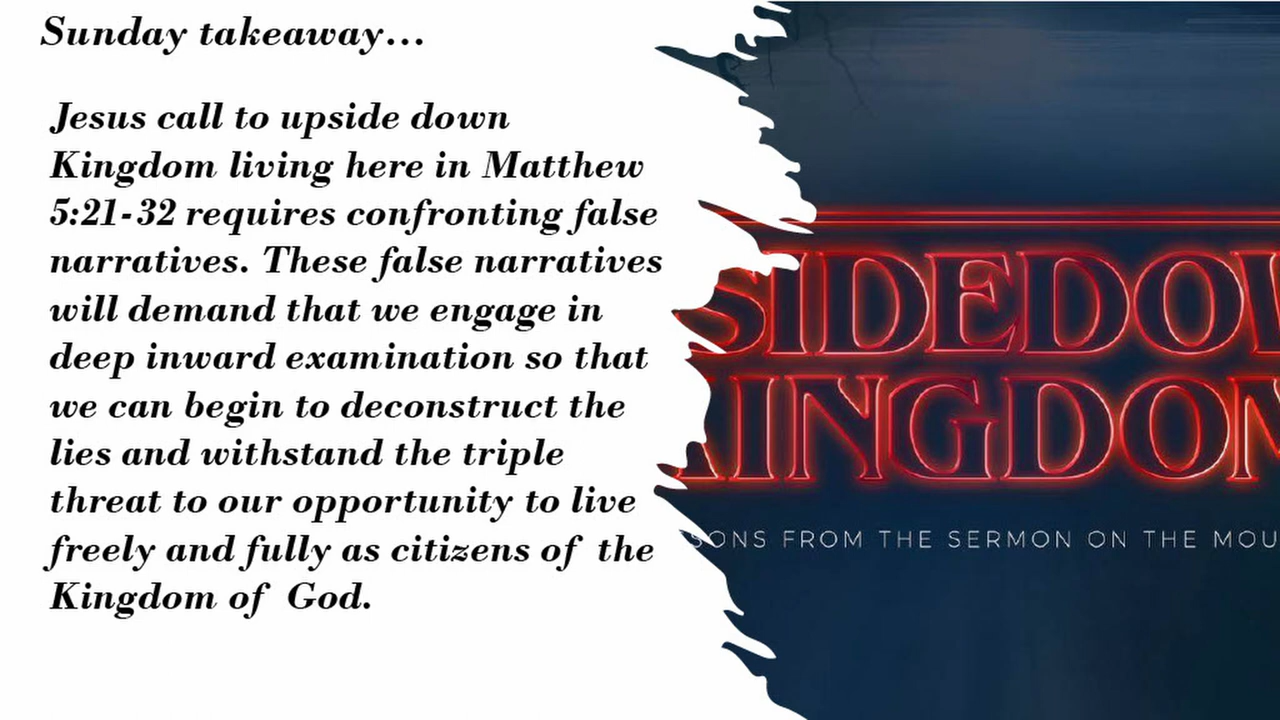 Sunday takeaway...
Jesus call to upside down
Kingdom living here in Matthew
5:21-32 requires confronting false
narratives. These false narratives
will demand that we engage in
deep inward examination so that
we can begin to deconstruct the
lies and withstand the triple
threat to our opportunity to live
freely and fully as citizens of the
Kingdom of God.
SIDEDOW
KINGDOM
SONS FROM THE SERMON ON THE MOU